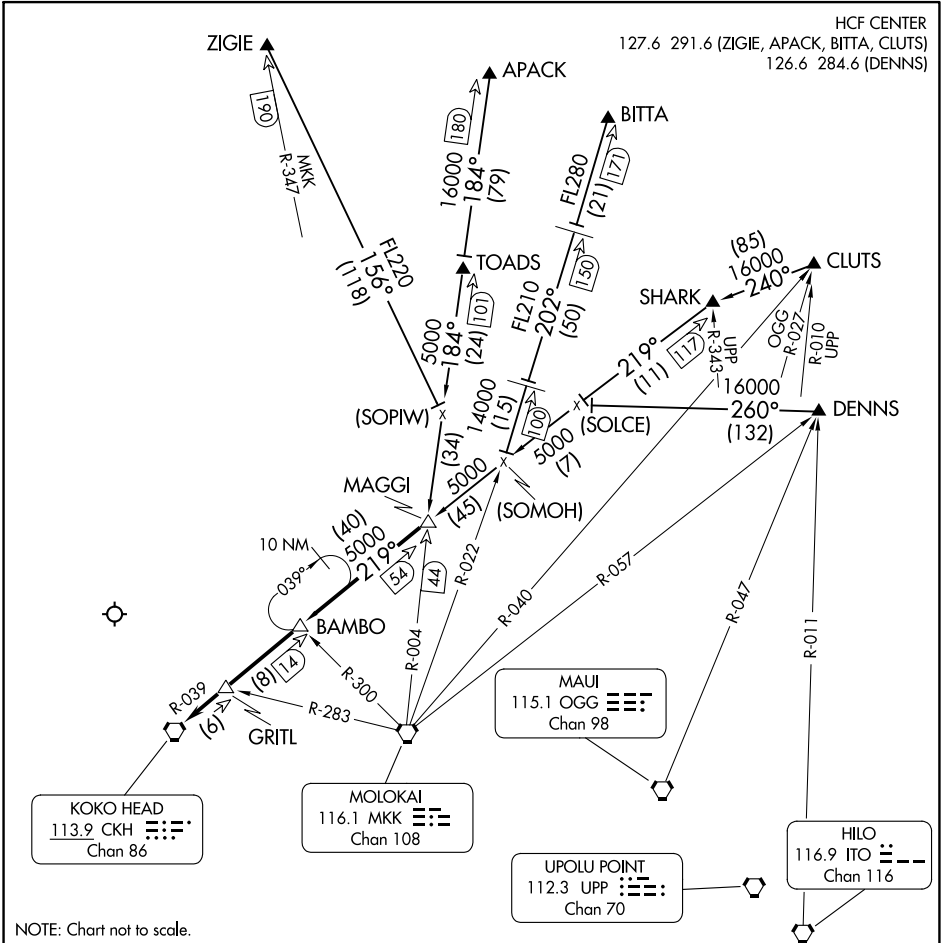 HCF CENTER
127.6 291.6 (ZIGIE, APACK, BITTA, CLUTS)
126.6 284.6 (DENNS)
ZIGIE
APACK
BITTA
190
180
171
MKK
R-347
16000
184°
(79)
FL280
(21)
FL220
156°
(118)
TOADS
101
5000
184°
(24)
150
FL210
202°
(50)
(85)
16000
240°
CLUTS
SHARK
117
219°
(11)
UPP
R-343
OGG
R-027
R-010
UPP
16000
260°
(132)
DENNS
(SOPIW)
(34)
14000
(15)
100
(SOLCE)
5000
(7)
MAGGI
5000
(45)
(SOMOH)
(40)
5000
219°
10 NM
039°
54
44
R-022
R-040
R-057
R-047
R-011
BAMBO
R-004
R-300
(8)
14
R-039
(6)
R-283
GRITL
MAUI
115.1 OGG
Chan 98
KOKO HEAD
113.9 CKH
Chan 86
MOLOKAI
116.1 MKK
Chan 108
UPOLU POINT
112.3 UPP
Chan 70
HILO
116.9 ITO
Chan 116
NOTE: Chart not to scale.